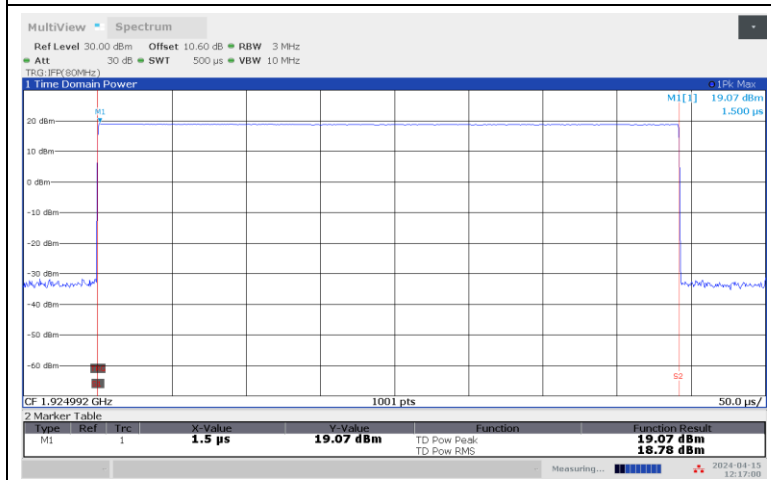 MultiView Spectrum
Ref Level 30.00 dBm Offset 10.60 dB RBW 3 MHz
Att 30 dB SWT 500 µs VBW 10 MHz
TRG:IFP(80MHz)
1 Time Domain Power 1Pk Max
M1[1] 19.07 dBm
1.500 µs
M1
20 dBm
10 dBm
0 dBm
-10 dBm
-20 dBm
-30 dBm
-40 dBm
-50 dBm
-60 dBm
S2
CF 1.924992 GHz 1001 pts 50.0 µs/
2 Marker Table
Type Ref Trc X-Value Y-Value Function Function Result
M1 1 1.5 µs 19.07 dBm TD Pow Peak 19.07 dBm
TD Pow RMS 18.78 dBm
Measuring... 2024-04-15
12:17:00